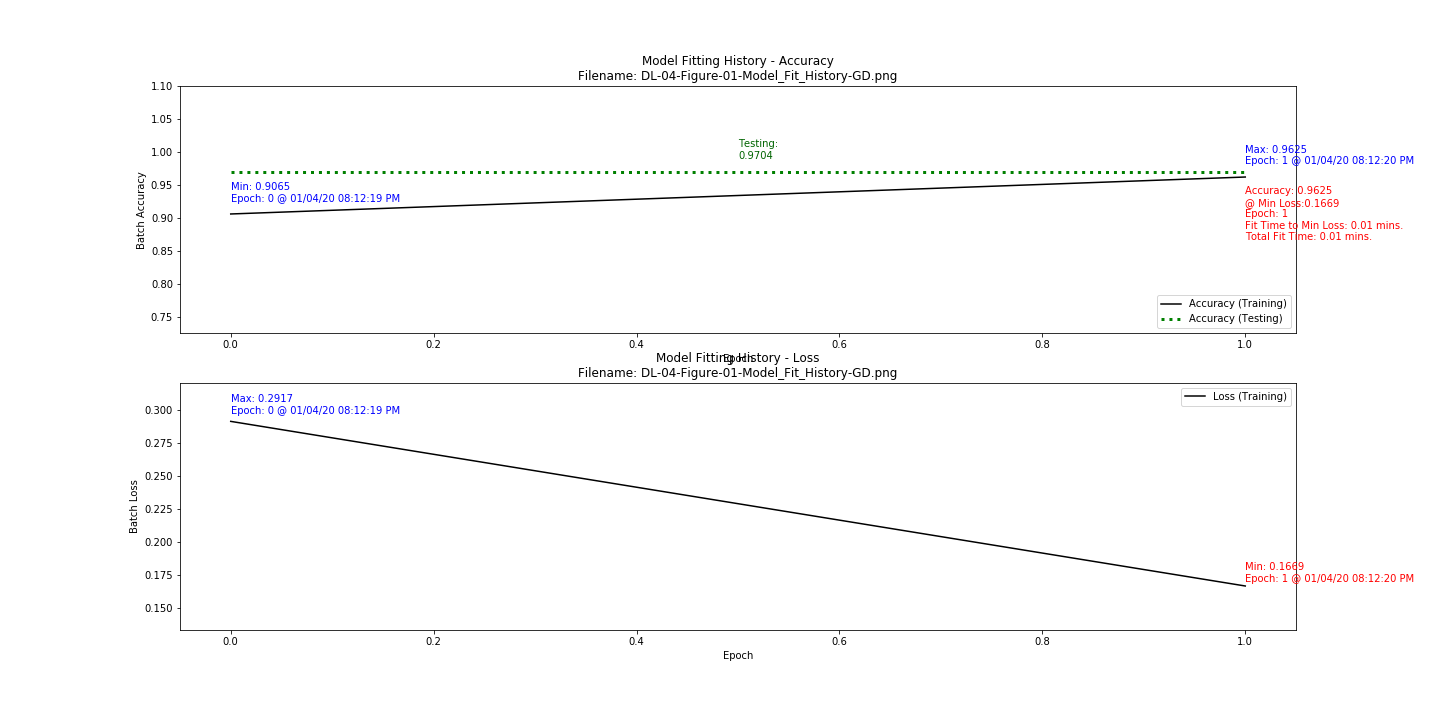 Model Fitting History - Accuracy
Filename: DL-04-Figure-01-Model_Fit_History-GD.png
1.10
1.05
1.00
0.95
0.90
0.85
0.80
0.75
Batch Accuracy
Testing:
0.9704
Min: 0.9065
Epoch: 0 @ 01/04/20 08:12:19 PM
Max: 0.9625
Epoch: 1 @ 01/04/20 08:12:20 PM
Accuracy: 0.9625
@ Min Loss:0.1669
Epoch: 1
Fit Time to Min Loss: 0.01 mins.
Total Fit TIme: 0.01 mins.
Accuracy (Training)
Accuracy (Testing)
0.0 0.2 0.4 0.6 0.8 1.0
Epoch
Model Fitting History - Loss
Filename: DL-04-Figure-01-Model_Fit_History-GD.png
0.300
0.275
0.250
0.225
0.200
0.175
0.150
Batch Loss
Max: 0.2917
Epoch: 0 @ 01/04/20 08:12:19 PM
Loss (Training)
Min: 0.1669
Epoch: 1 @ 01/04/20 08:12:20 PM
0.0 0.2 0.4 0.6 0.8 1.0
Epoch